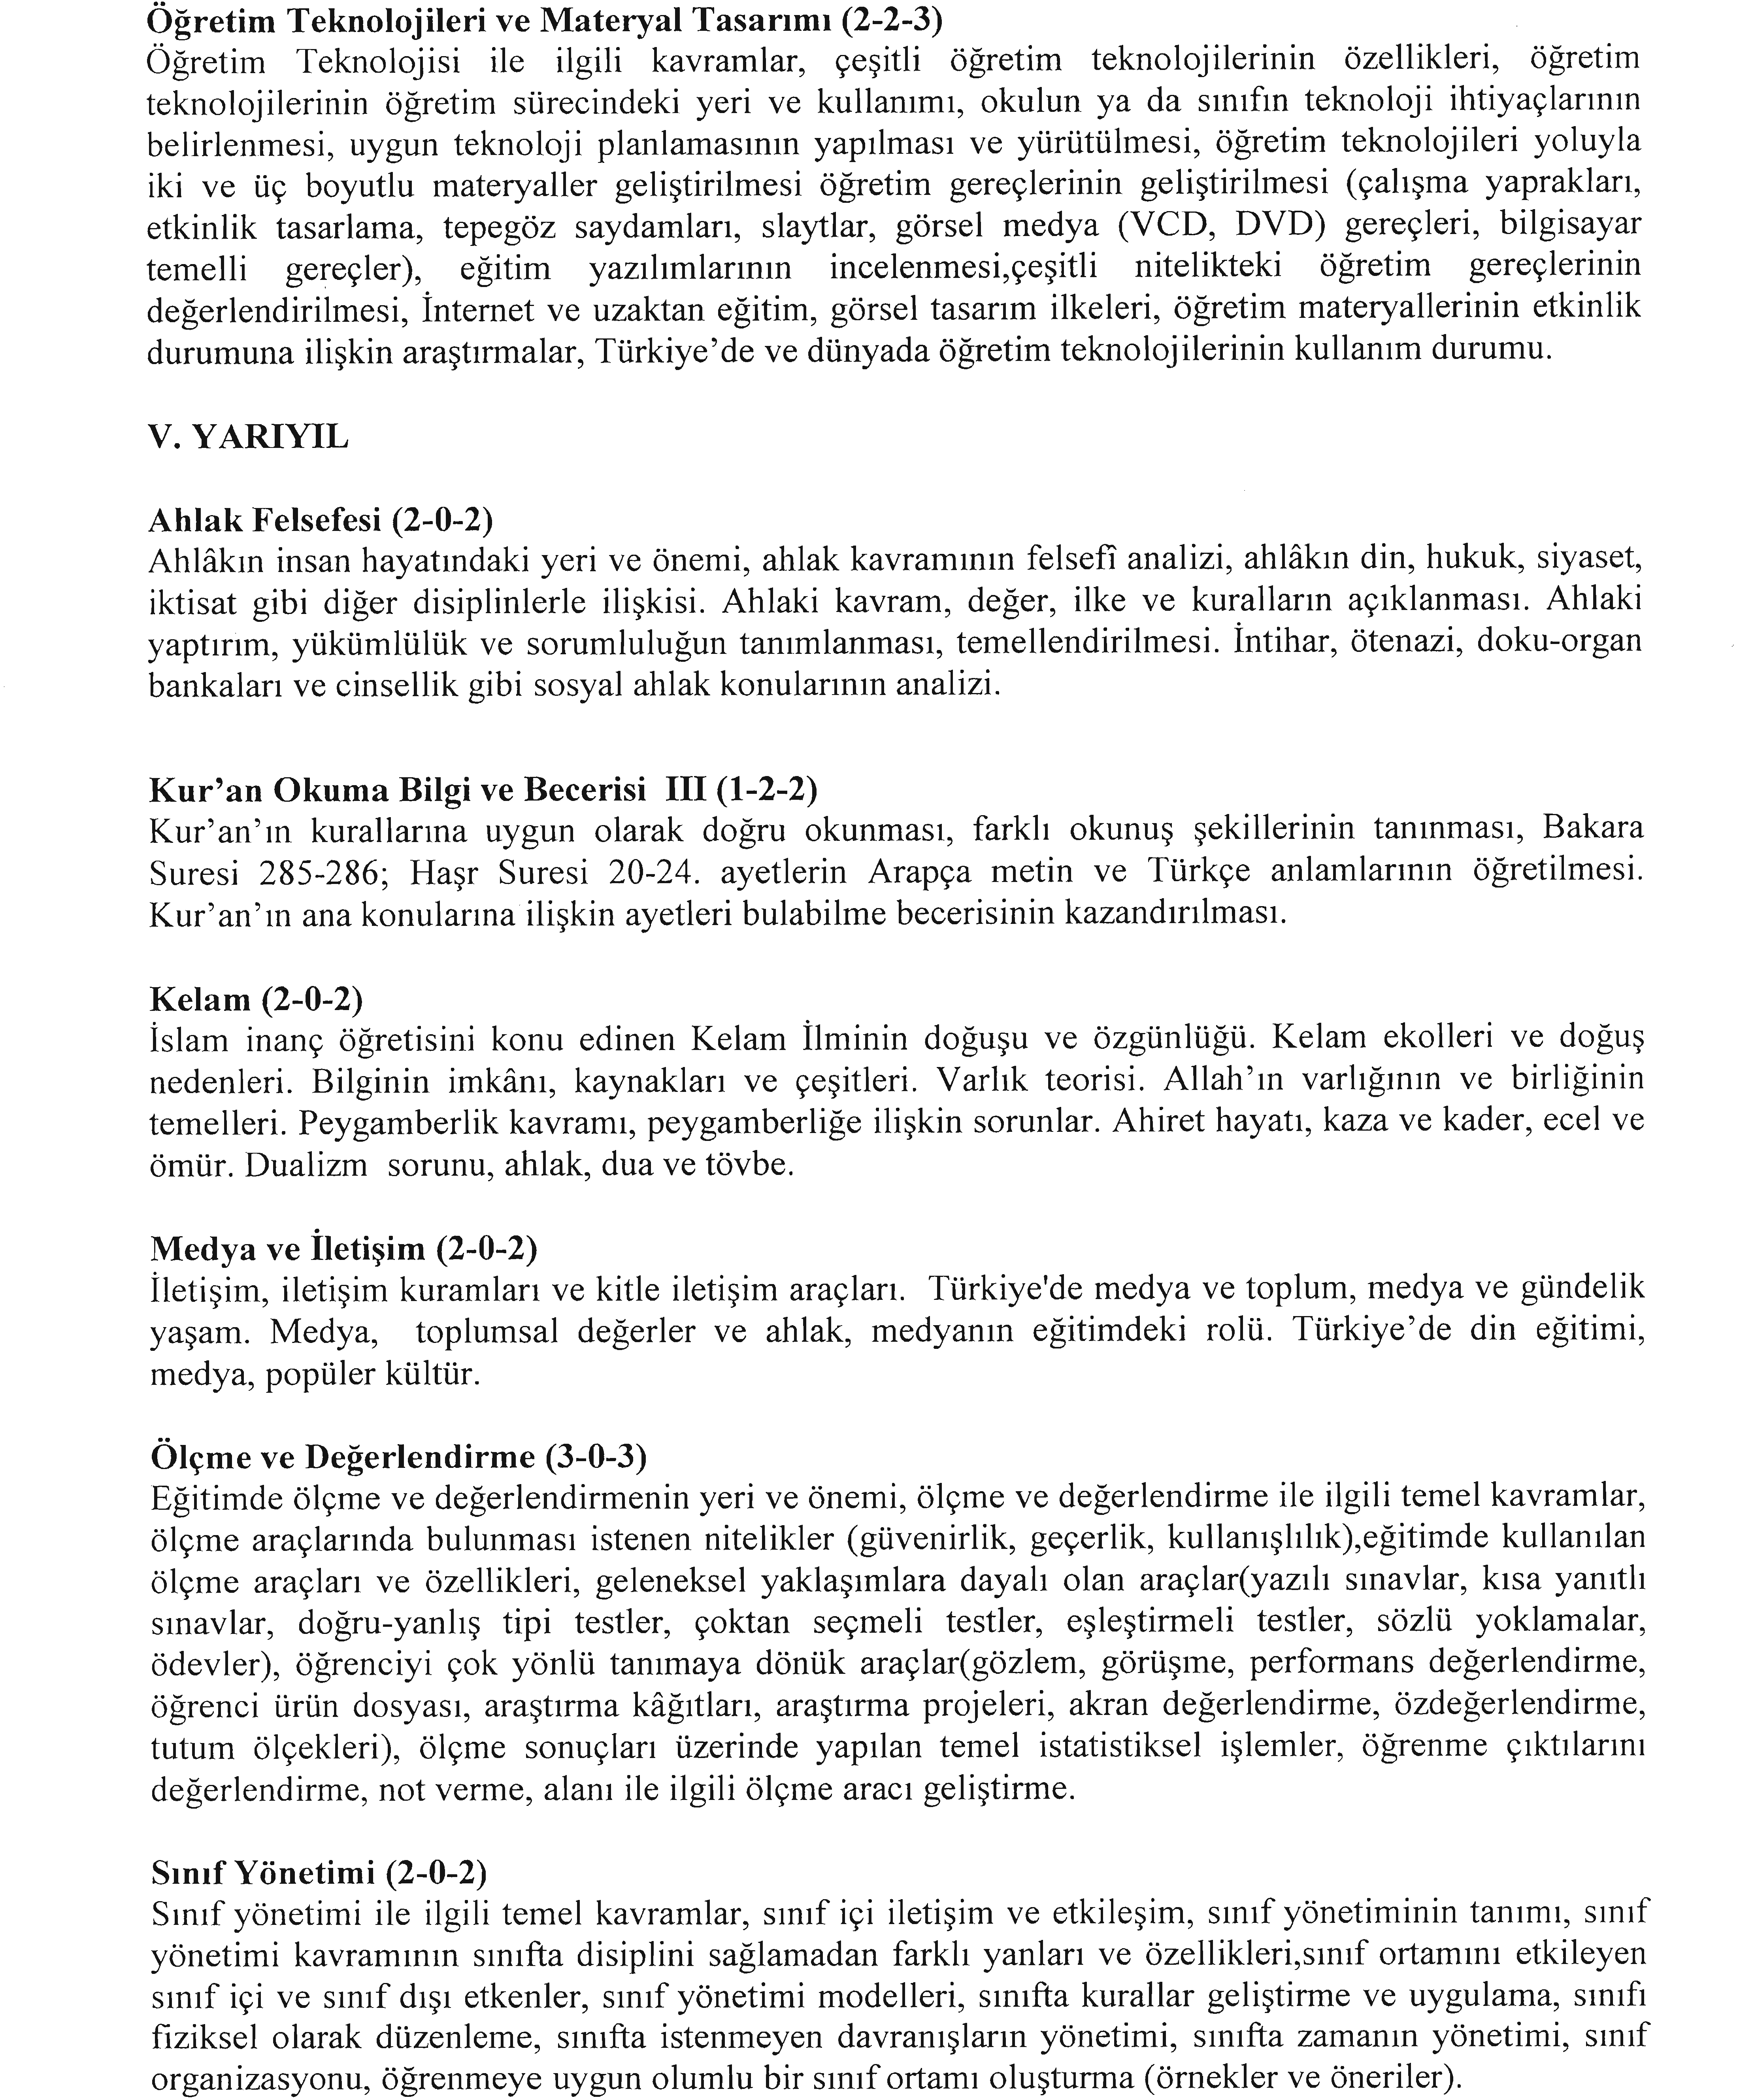 Öğretim Teknolojileri ve Materyal Tasarımı (2-2-3)
Öğretim Teknolojisi ile ilgili kavramlar, çeşitli öğretim teknolojilerinin özellikleri, öğretim
teknolojilerinin öğretim sürecindeki yeri ve kullanımı, okulun ya da sınıfın teknoloji ihtiyaçlarının
belirlenmesi, uygun teknoloji planlamasının yapılması ve yürütülmesi, öğretim teknolojileri yoluyla
iki ve üç boyutlu materyaller geliştirilmesi öğretim gereçlerinin geliştirilmesi (çalışma yaprakları,
etkinlik tasarlama, tepegöz saydamları, slaytlar, görsel medya (VCD, DVD) gereçleri, bilgisayar
temelli gereçler), eğitim yazılımlarının incelenmesi,çeşitli nitelikteki öğretim gereçlerinin
değerlendirilmesi, İnternet ve uzaktan eğitim, görsel tasarım ilkeleri, öğretim materyallerinin etkinlik
durumuna ilişkin araştırmalar, Türkiye’de ve dünyada öğretim teknolojilerinin kullanım durumu.
V. YARIYIL
Ahlak Felsefesi (2-0-2)
Ahlâkın insan hayatındaki yeri ve önemi, ahlak kavramının felsefî analizi, ahlâkın din, hukuk, siyaset,
iktisat gibi diğer disiplinlerle ilişkisi. Ahlaki kavram, değer, ilke ve kuralların açıklanması. Ahlaki
yaptırım, yükümlülük ve sorumluluğun tanımlanması, temellendirilmesi. İntihar, ötenazi, doku-organ
bankaları ve cinsellik gibi sosyal ahlak konularının analizi.
Kur’an Okuma Bilgi ve Becerisi  III (1-2-2)
Kur’an’ın kurallarına uygun olarak doğru okunması, farklı okunuş şekillerinin tanınması, Bakara
Suresi 285-286; Haşr Suresi 20-24. ayetlerin Arapça metin ve Türkçe anlamlarının öğretilmesi.
Kur’an’ın ana konularına ilişkin ayetleri bulabilme becerisinin kazandırılması.
Kelam (2-0-2)
İslam inanç öğretisini konu edinen Kelam İlminin doğuşu ve özgünlüğü. Kelam ekolleri ve doğuş
nedenleri. Bilginin imkânı, kaynakları ve çeşitleri. Varlık teorisi. Allah’ın varlığının ve birliğinin
temelleri. Peygamberlik kavramı, peygamberliğe ilişkin sorunlar. Ahiret hayatı, kaza ve kader, ecel ve
ömür. Dualizm  sorunu, ahlak, dua ve tövbe.
Medya ve İletişim (2-0-2)
İletişim, iletişim kuramları ve kitle iletişim araçları.  Türkiye'de medya ve toplum, medya ve gündelik
yaşam. Medya,  toplumsal değerler ve ahlak, medyanın eğitimdeki rolü. Türkiye’de din eğitimi,
medya, popüler kültür.
Ölçme ve Değerlendirme (3-0-3)
Eğitimde ölçme ve değerlendirmenin yeri ve önemi, ölçme ve değerlendirme ile ilgili temel kavramlar,
ölçme araçlarında bulunması istenen nitelikler (güvenirlik, geçerlik, kullanışlılık),eğitimde kullanılan
ölçme araçları ve özellikleri, geleneksel yaklaşımlara dayalı olan araçlar(yazılı sınavlar, kısa yanıtlı
sınavlar, doğru-yanlış tipi testler, çoktan seçmeli testler, eşleştirmeli testler, sözlü yoklamalar,
ödevler), öğrenciyi çok yönlü tanımaya dönük araçlar(gözlem, görüşme, performans değerlendirme,
öğrenci ürün dosyası, araştırma kâğıtları, araştırma projeleri, akran değerlendirme, özdeğerlendirme,
tutum ölçekleri), ölçme sonuçları üzerinde yapılan temel istatistiksel işlemler, öğrenme çıktılarını
değerlendirme, not verme, alanı ile ilgili ölçme aracı geliştirme.
Sınıf Yönetimi (2-0-2)
Sınıf yönetimi ile ilgili temel kavramlar, sınıf içi iletişim ve etkileşim, sınıf yönetiminin tanımı, sınıf
yönetimi kavramının sınıfta disiplini sağlamadan farklı yanları ve özellikleri,sınıf ortamını etkileyen
sınıf içi ve sınıf dışı etkenler, sınıf yönetimi modelleri, sınıfta kurallar geliştirme ve uygulama, sınıfı
fiziksel olarak düzenleme, sınıfta istenmeyen davranışların yönetimi, sınıfta zamanın yönetimi, sınıf
organizasyonu, öğrenmeye uygun olumlu bir sınıf ortamı oluşturma (örnekler ve öneriler).